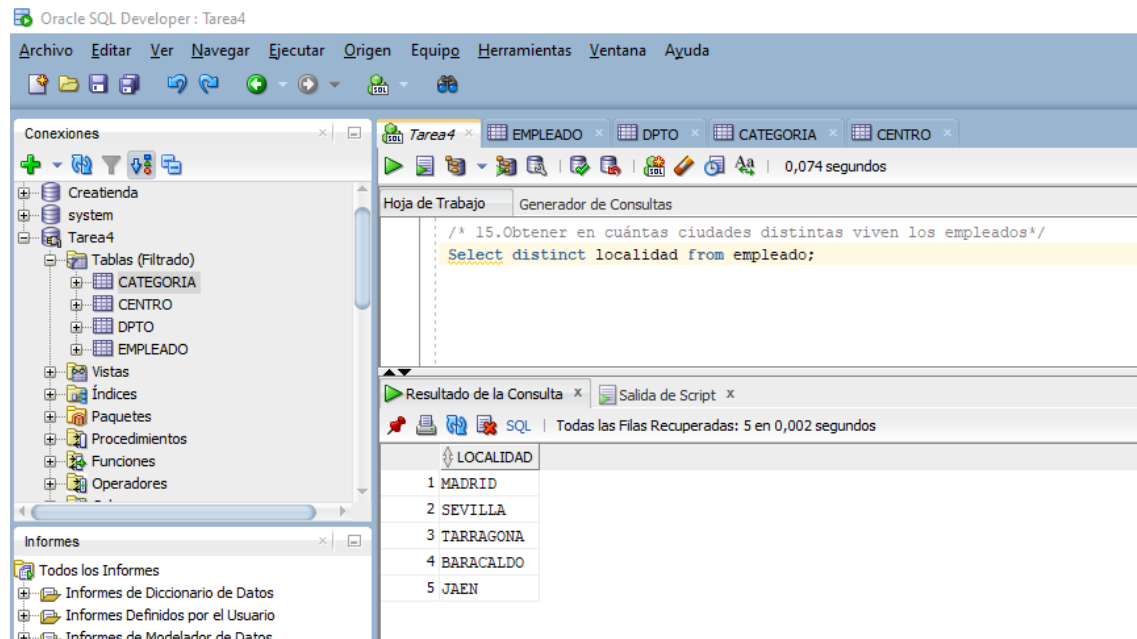 Oracle SQL Developer : Tarea4
Archivo Editar Ver Navegar Ejecutar Origen Equipo Herramientas Ventana Ayuda
Conexiones
Creatienda
system
Tarea4
Tablas (Filtrado)
CATEGORIA
CENTRO
DPTO
EMPLEADO
Vistas
Índices
Paquetes
Procedimientos
Funciones
Operadores
Informes
Todos los Informes
Informes de Diccionario de Datos
Informes Definidos por el Usuario
Informes de Modelador de Datos
Tarea4 EMPLEADO DPTO CATEGORIA CENTRO
0,074 segundos
Hoja de Trabajo Generador de Consultas
/* 15.Obtener en cuántas ciudades distintas viven los empleados*/
Select distinct localidad from empleado;
Resultado de la Consulta x Salida de Script x
SQL | Todas las Filas Recuperadas: 5 en 0,002 segundos
LOCALIDAD
1 MADRID
2 SEVILLA
3 TARRAGONA
4 BARACALDO
5 JAEN